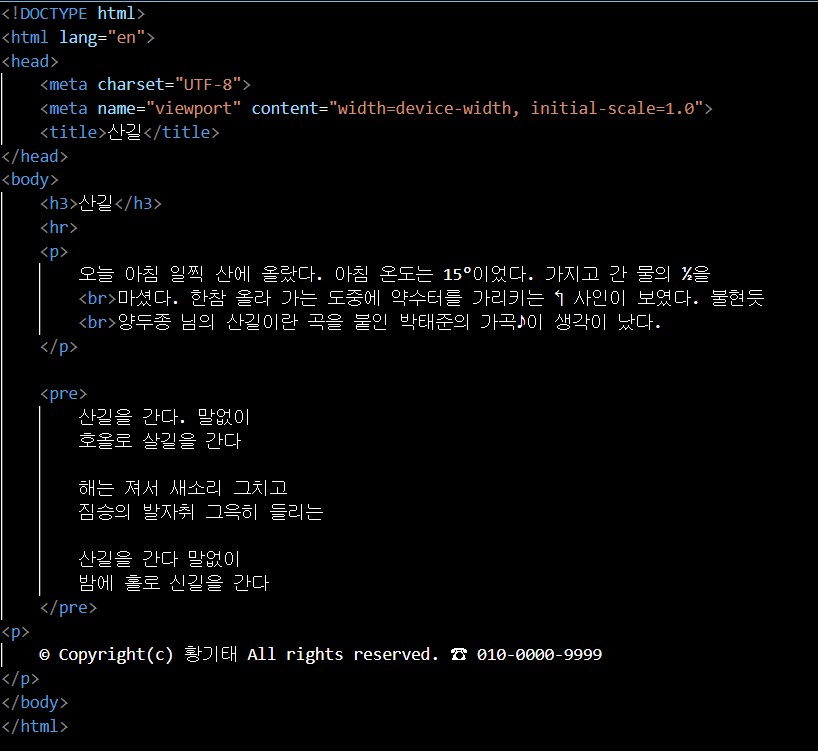 <!DOCTYPE html>
<html lang="en">
<head>
    <meta charset="UTF-8">
    <meta name="viewport" content="width=device-width, initial-scale=1.0">
    <title>산길</title>
</head>
<body>
    <h3>산길</h3>
    <hr>
    <p>
        오늘 아침 일찍 산에 올랐다. 아침 온도는 15°이었다. 가지고 간 물의 ½을
        <br>마셨다. 한참 올라 가는 도중에 약수터를 가리키는 ↰ 사인이 보였다. 불현듯
        <br>양두종 님의 산길이란 곡을 붙인 박태준의 가곡♪이 생각이 났다.
    </p>

    <pre>
        산길을 간다. 말없이
        호올로 살길을 간다

        해는 져서 새소리 그치고
        짐승의 발자취 그윽히 들리는

        산길을 간다 말없이
        밤에 홀로 신길을 간다
    </pre>
<p>
    © Copyright(c) 황기태 All rights reserved. ☎ 010-0000-9999
</p>
</body>
</html>